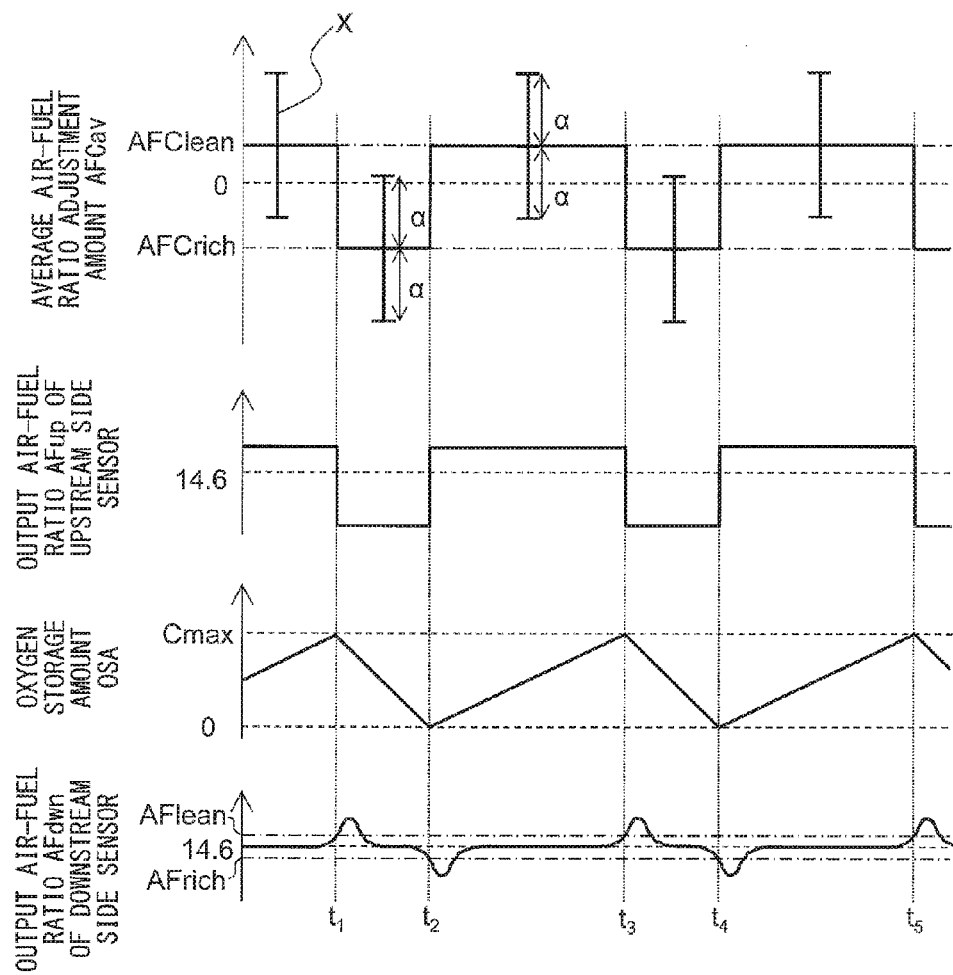 X
AVERAGE AIR-FUEL
RATIO ADJUSTMENT
AMOUNT AFCav
AFClean
0
AFCrich
α
α
α
α
OUTPUT AIR-FUEL
RATIO AFup OF
UPSTREAM SIDE
SENSOR
14.6
OXYGEN
STORAGE
AMOUNT
OSA
Cmax
0
OUTPUT AIR-FUEL
RATIO AFdwn
OF DOWNSTREAM
SIDE SENSOR
AFlean
14.6
AFrich
t1 t2 t3 t4 t5